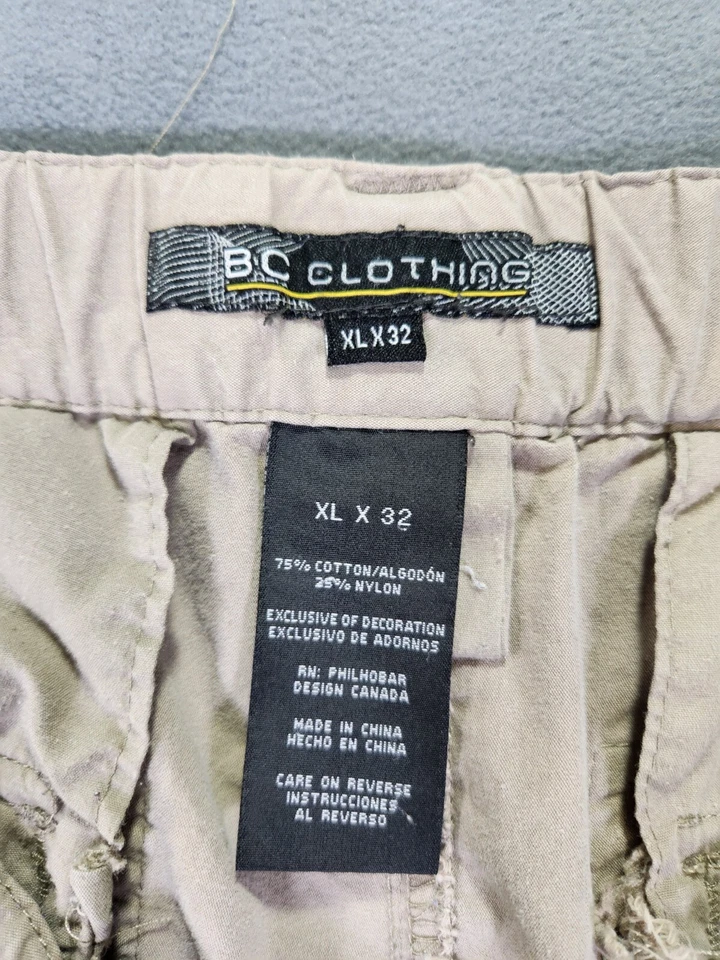 BC CLOTHING
XL X 32
XL X 32
75% COTTON/ALGODÓN
25% NYLON
EXCLUSIVE OF DECORATION
EXCLUSIVO DE ADORNOS
RN: PHILHOBAR
DESIGN CANADA
MADE IN CHINA
HECHO EN CHINA
CARE ON REVERSE
INSTRUCCIONES
AL REVERSO